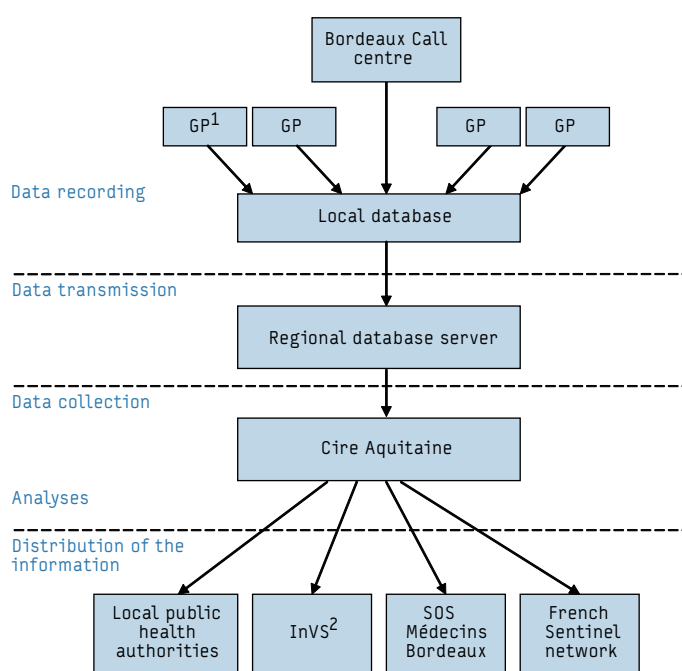 Bordeaux Call
centre
GP1
GP
GP
GP
Data recording
Local database
Data transmission
Regional database server
Data collection
Cire Aquitaine
Analyses
Distribution of the
information
Local public
health
authorities
InVS2
SOS
Médecins
Bordeaux
French
Sentinel
network